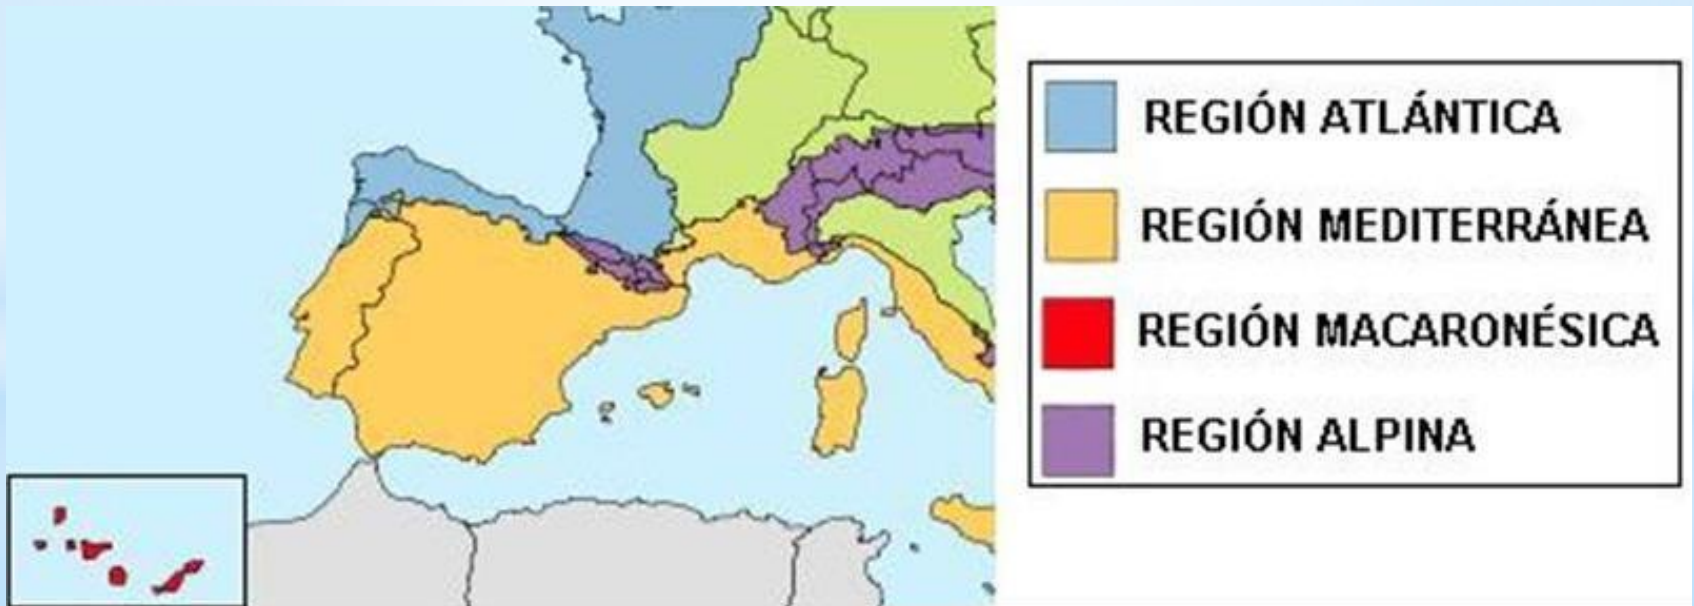 REGIÓN ATLÁNTICA
REGIÓN MEDITERRÁNEA
REGIÓN MACARONÉSICA
REGIÓN ALPINA